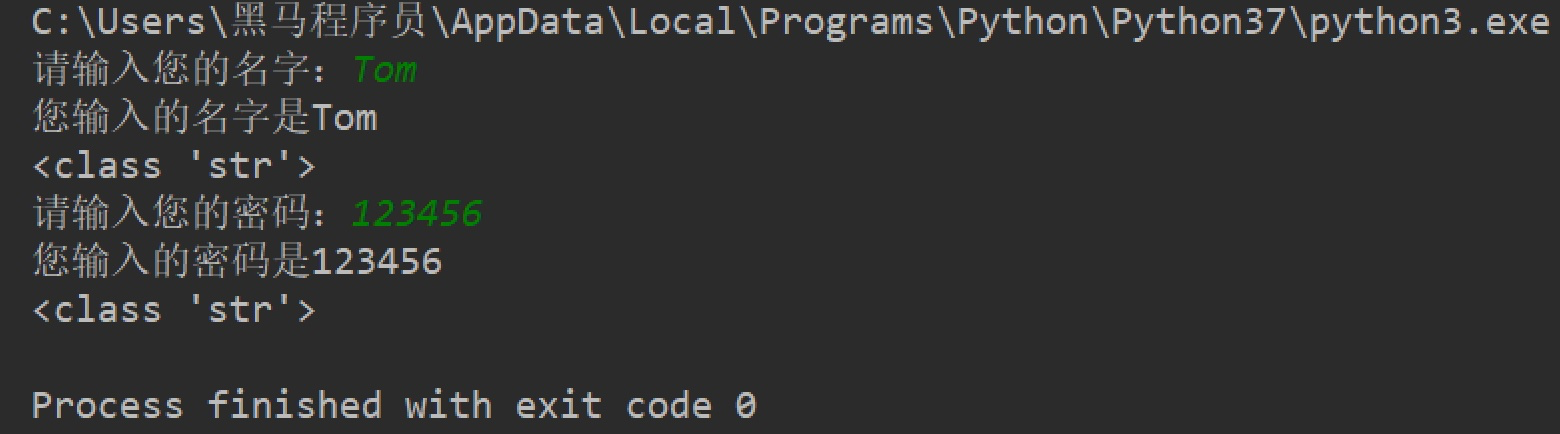 C:\Users\黑马程序员\AppData\Local\Programs\Python\Python37\python3.exe
请输入您的名字：Tom
您输入的名字是Tom
<class 'str'>
请输入您的密码：123456
您输入的密码是123456
<class 'str'>
Process finished with exit code 0